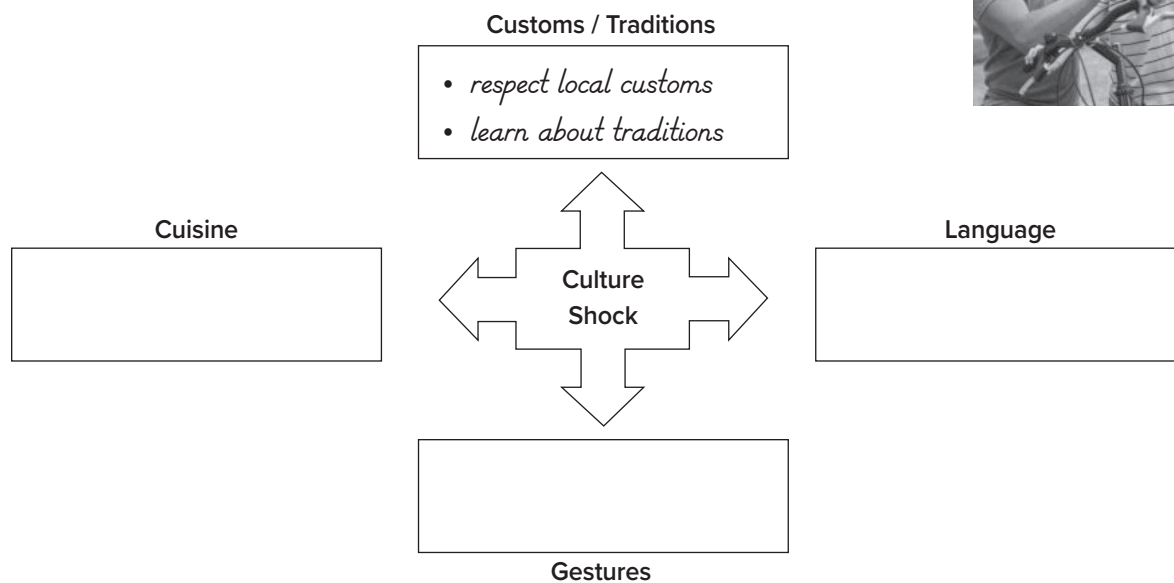 Customs / Traditions
• respect local customs
• learn about traditions
Cuisine
Language
Culture
Shock
Gestures